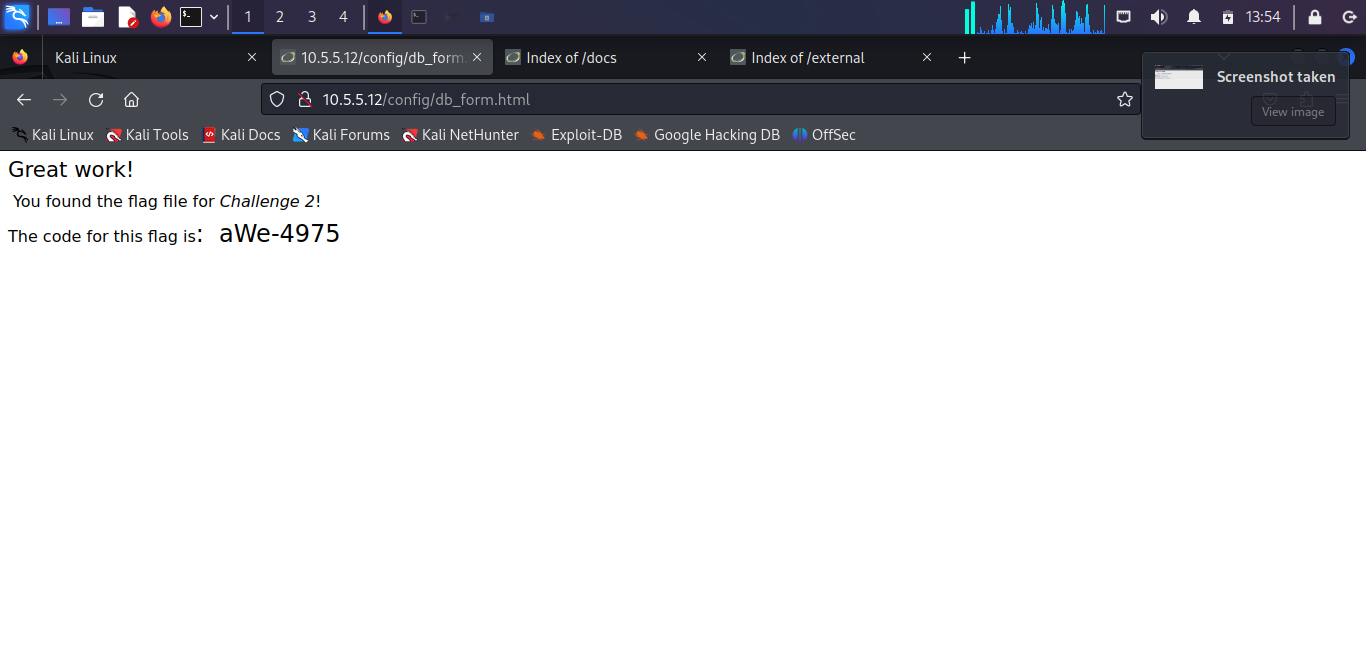 1 2 3 4 13:54
Kali Linux 10.5.5.12/config/db_form. Index of /docs Index of /external
Screenshot taken
10.5.5.12/config/db_form.html
View image
Kali Linux Kali Tools Kali Docs Kali Forums Kali NetHunter Exploit-DB Google Hacking DB OffSec
Great work!
You found the flag file for Challenge 2!
The code for this flag is: aWe-4975